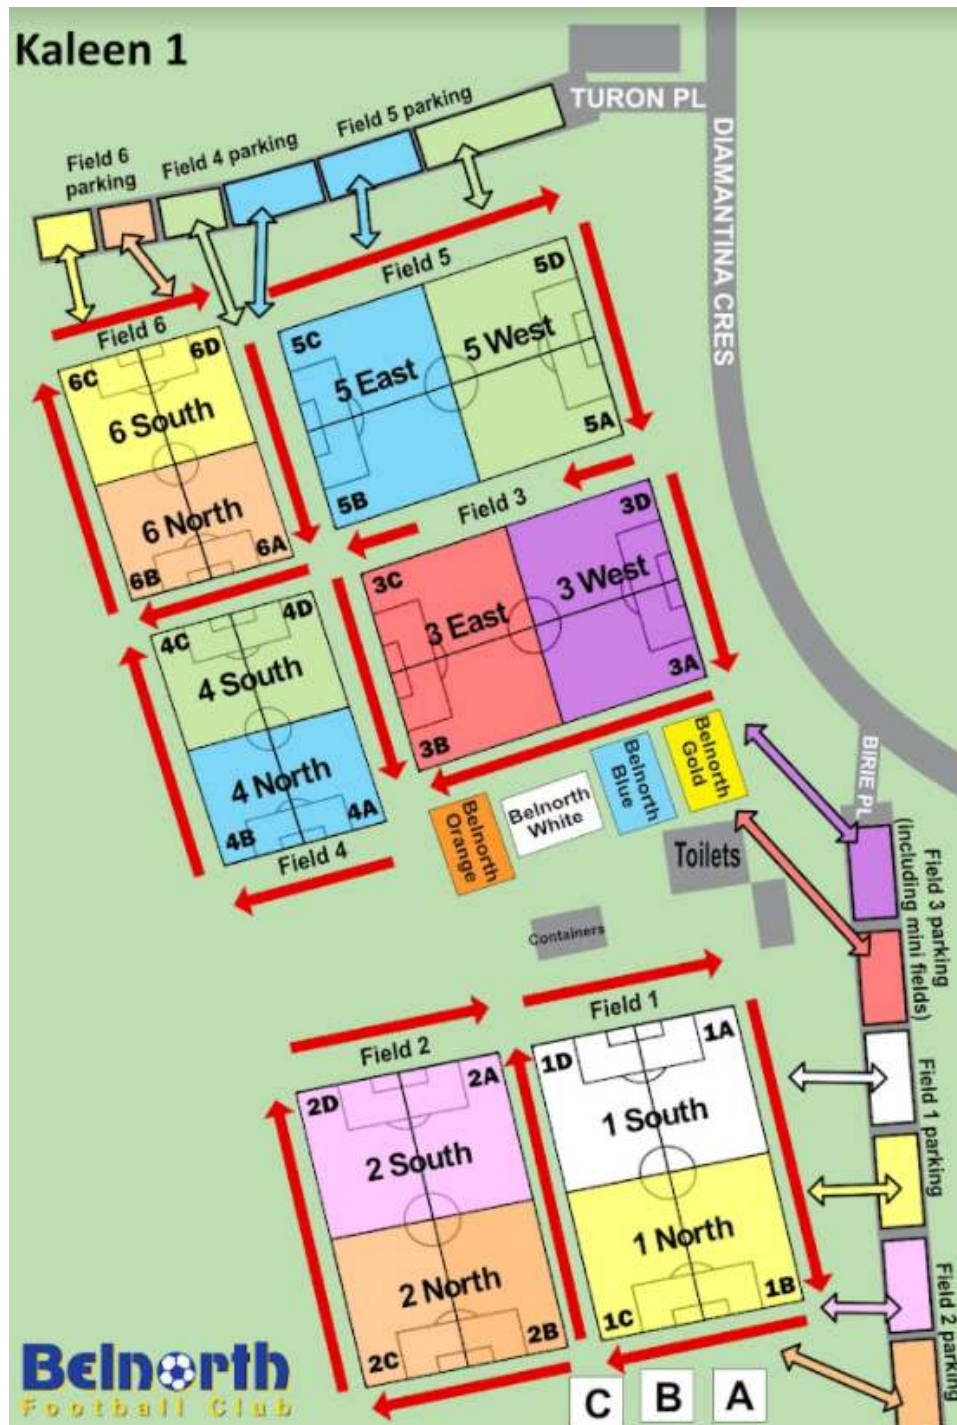 Kaleen 1
TURON PL
DIAMANTINA CRES
Field 5 parking
Field 4 parking
Field 6
parking
Field 5
5D
5C
5 West
5 East
5A
5B
Field 6
6D
6C
6 South
6 North
6A
6B
Field 3
3D
3C
3 West
3 East
3A
3B
4D
4C
4 South
4 North
4A
4B
Field 4
Belnorth
Gold
Belnorth
Blue
Belnorth
White
Belnorth
Orange
BIRIE PL
Toilets
Containers
Field 3 parking
(including mini fields)
Field 1
1A
1D
1 South
1 North
1B
1C
Field 2
2A
2D
2 South
2 North
2B
2C
Field 1 parking
Field 2 parking
C B A
Belnorth
Football Club